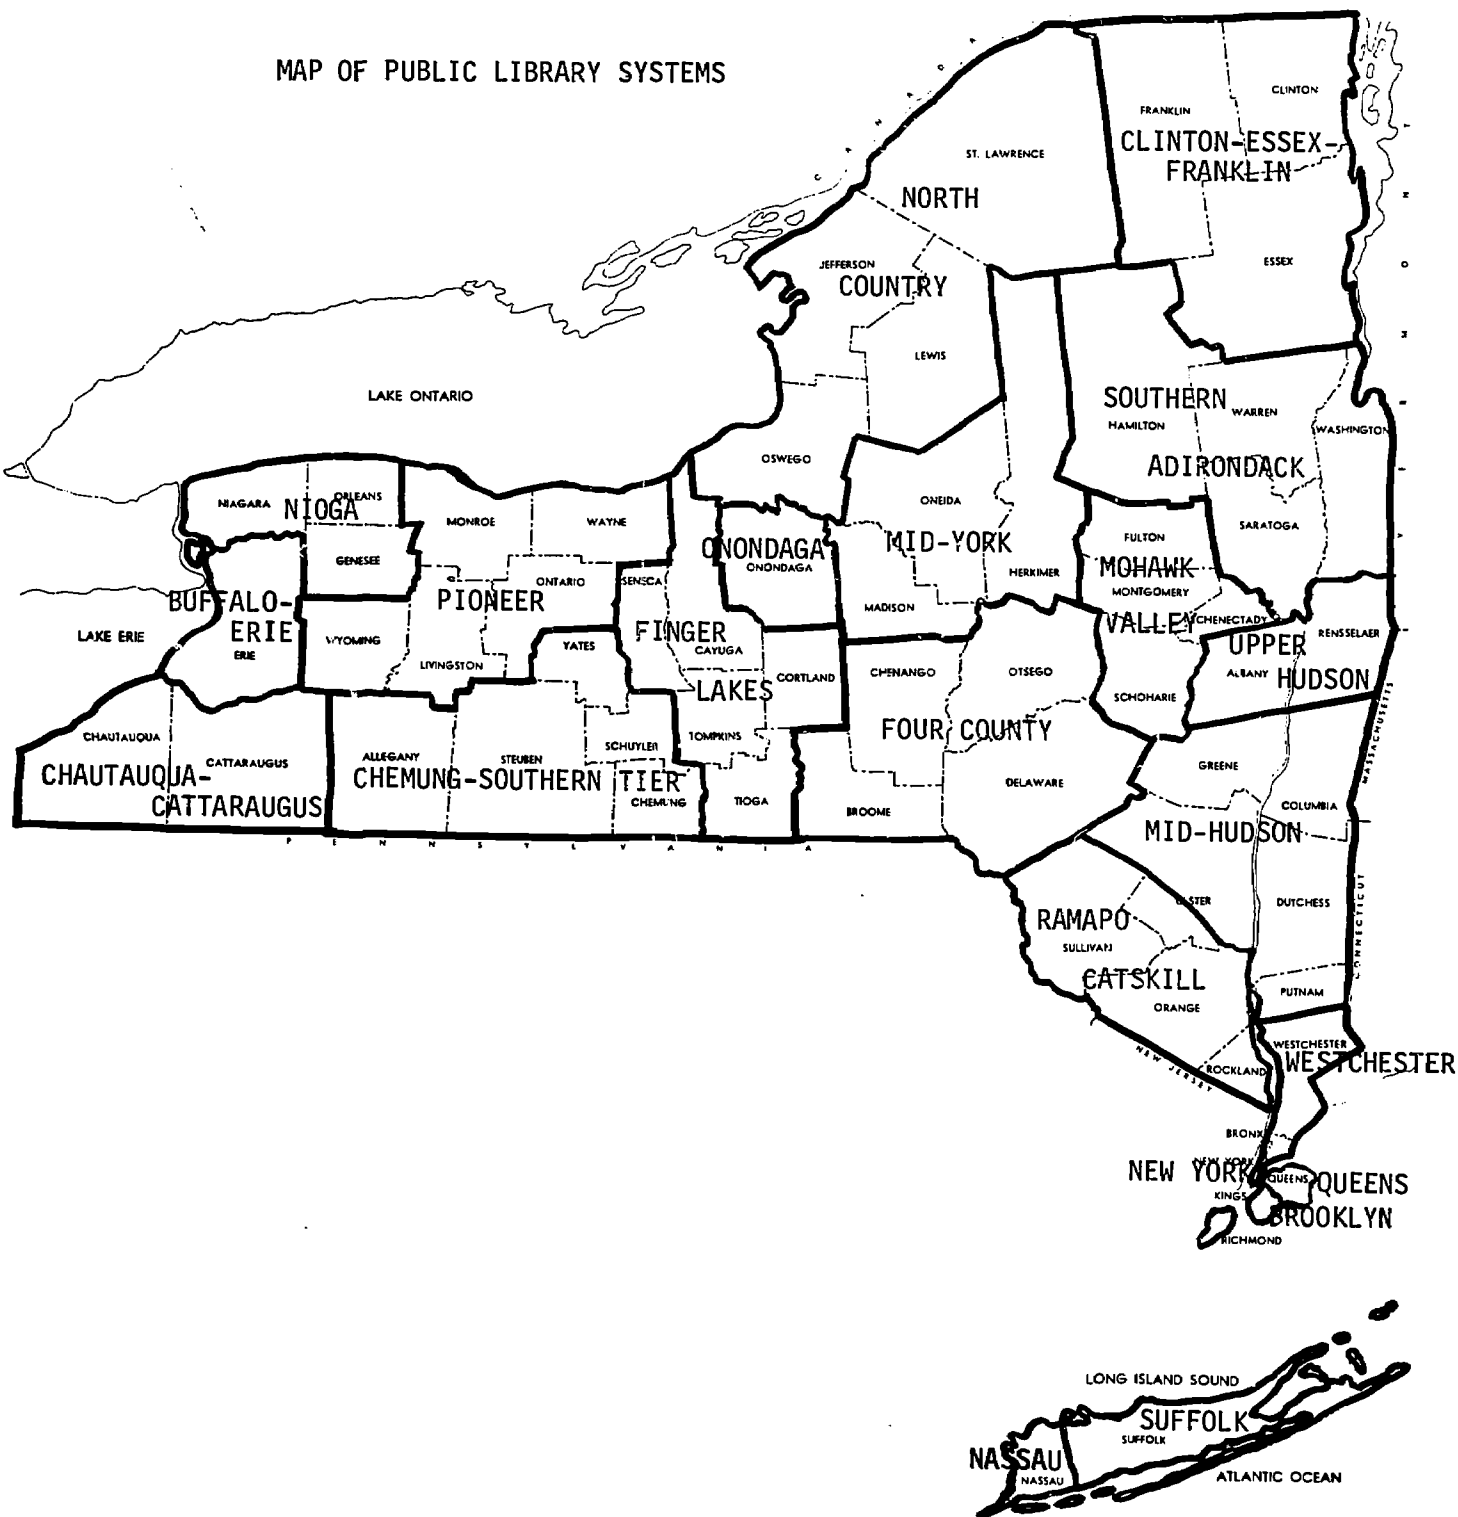 MAP OF PUBLIC LIBRARY SYSTEMS
CANADA
CLINTON
FRANKLIN
CLINTON-ESSEX-
FRANKLIN
ST. LAWRENCE
NORTH
ESSEX
JEFFERSON
COUNTRY
VERMONT
LEWIS
LAKE ONTARIO
SOUTHERN
WARREN
HAMILTON
WASHINGTON
ADIRONDACK
OSWEGO
ONEIDA
SARATOGA
NIAGARA
ORLEANS
NIOGA
MONROE
WAYNE
GENESEE
ONONDAGA
ONONDAGA
MID-YORK
HERKIMER
FULTON
MOHAWK
MONTGOMERY
VALLEY
SCHENECTADY
ONTARIO
SENECA
PIONEER
BUFFALO-
ERIE
ERIE
LAKE ERIE
WYOMING
LIVINGSTON
YATES
FINGER
CAYUGA
LAKES
CORTLAND
MADISON
CHENANGO
OTSEGO
UPPER
RENSSELAER
ALBANY
HUDSON
SCHOHARIE
FOUR COUNTY
CHAUTAUQUA
CATTARAUGUS
CHAUTAUQUA-
CATTARAUGUS
ALLEGANY
STEUBEN
SCHUYLER
CHEMUNG-SOUTHERN TIER
CHEMUNG
TOMPKINS
TIOGA
BROOME
DELAWARE
GREENE
COLUMBIA
MID-HUDSON
MASSACHUSETTS
PENNSYLVANIA
ULSTER
DUTCHESS
CONNECTICUT
RAMAPO
SULLIVAN
CATSKILL
ORANGE
PUTNAM
NEW JERSEY
ROCKLAND
WESTCHESTER
WESTCHESTER
BRONX
NEW YORK
NEW YORK
QUEENS
QUEENS
KINGS
BROOKLYN
RICHMOND
LONG ISLAND SOUND
SUFFOLK
SUFFOLK
NASSAU
NASSAU
ATLANTIC OCEAN